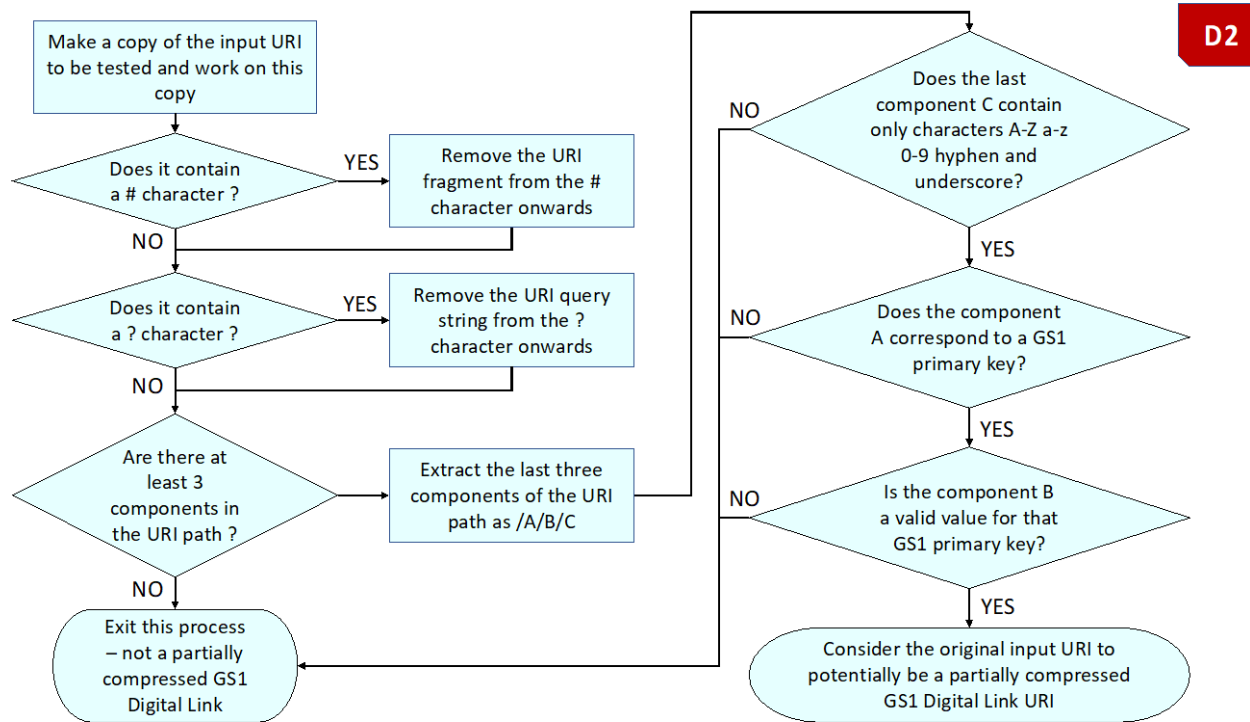 Make a copy of the input URI
to be tested and work on this
copy
Does it contain
a # character ?
YES
Remove the URI
fragment from the #
character onwards
NO
Does it contain
a ? character ?
YES
Remove the URI query
string from the ?
character onwards
NO
Are there at
least 3
components in
the URI path ?
Extract the last three
components of the URI
path as /A/B/C
NO
Exit this process
– not a partially
compressed GS1
Digital Link
D2
Does the last
component C contain
only characters A-Z a-z
0-9 hyphen and
underscore?
NO
YES
Does the component
A correspond to a GS1
primary key?
NO
YES
Is the component B
a valid value for that
GS1 primary key?
NO
YES
Consider the original input URI to
potentially be a partially compressed
GS1 Digital Link URI